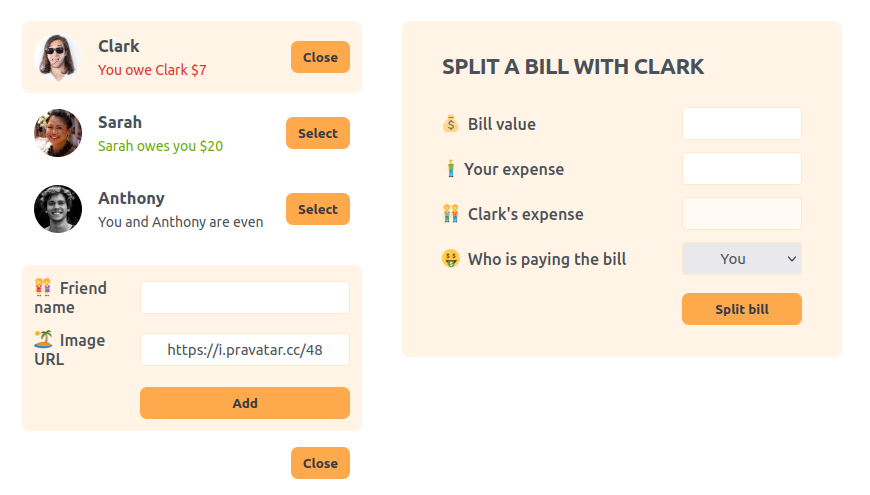 Clark
You owe Clark $7
Close
Sarah
Sarah owes you $20
Select
Anthony
You and Anthony are even
Select
Friend
name
Image
URL
https://i.pravatar.cc/48
Add
Close
SPLIT A BILL WITH CLARK
Bill value
Your expense
Clark's expense
Who is paying the bill
You
Split bill